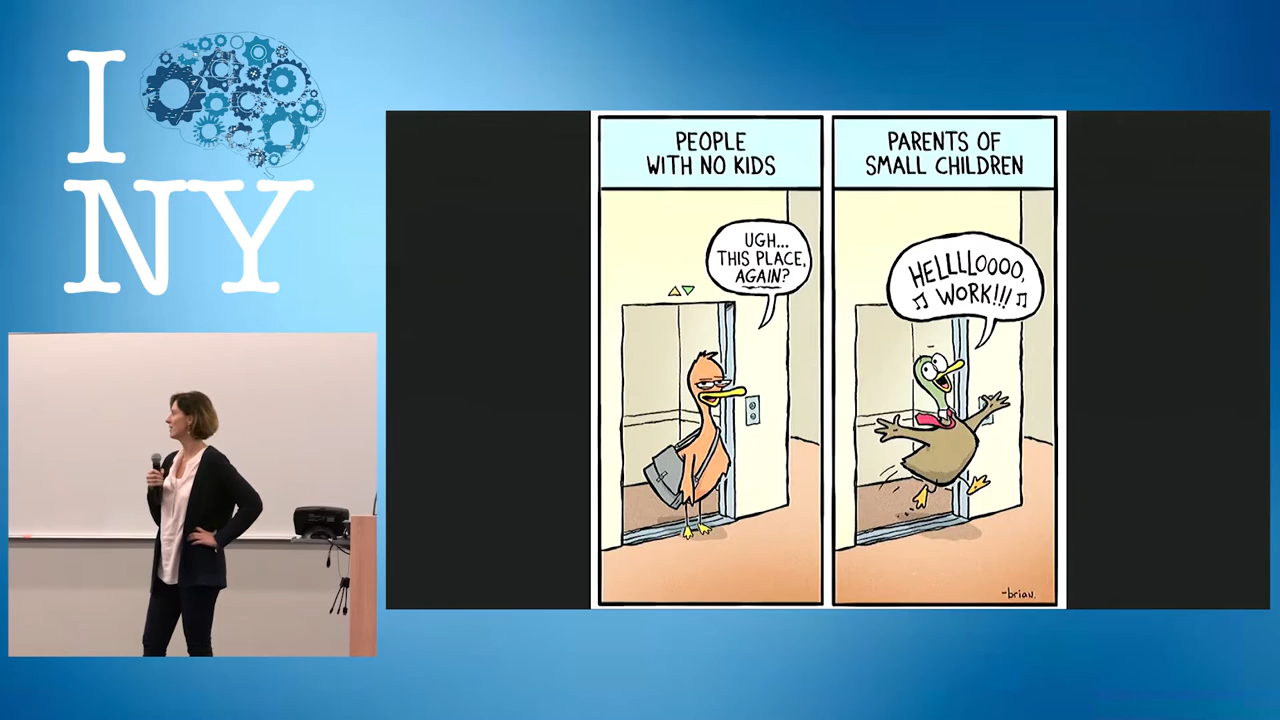 I
NY
PEOPLE
WITH NO KIDS
UGH...
THIS PLACE,
AGAIN?
PARENTS OF
SMALL CHILDREN
HELLLLOOOO,
♫ WORK!!! ♫
-brian.